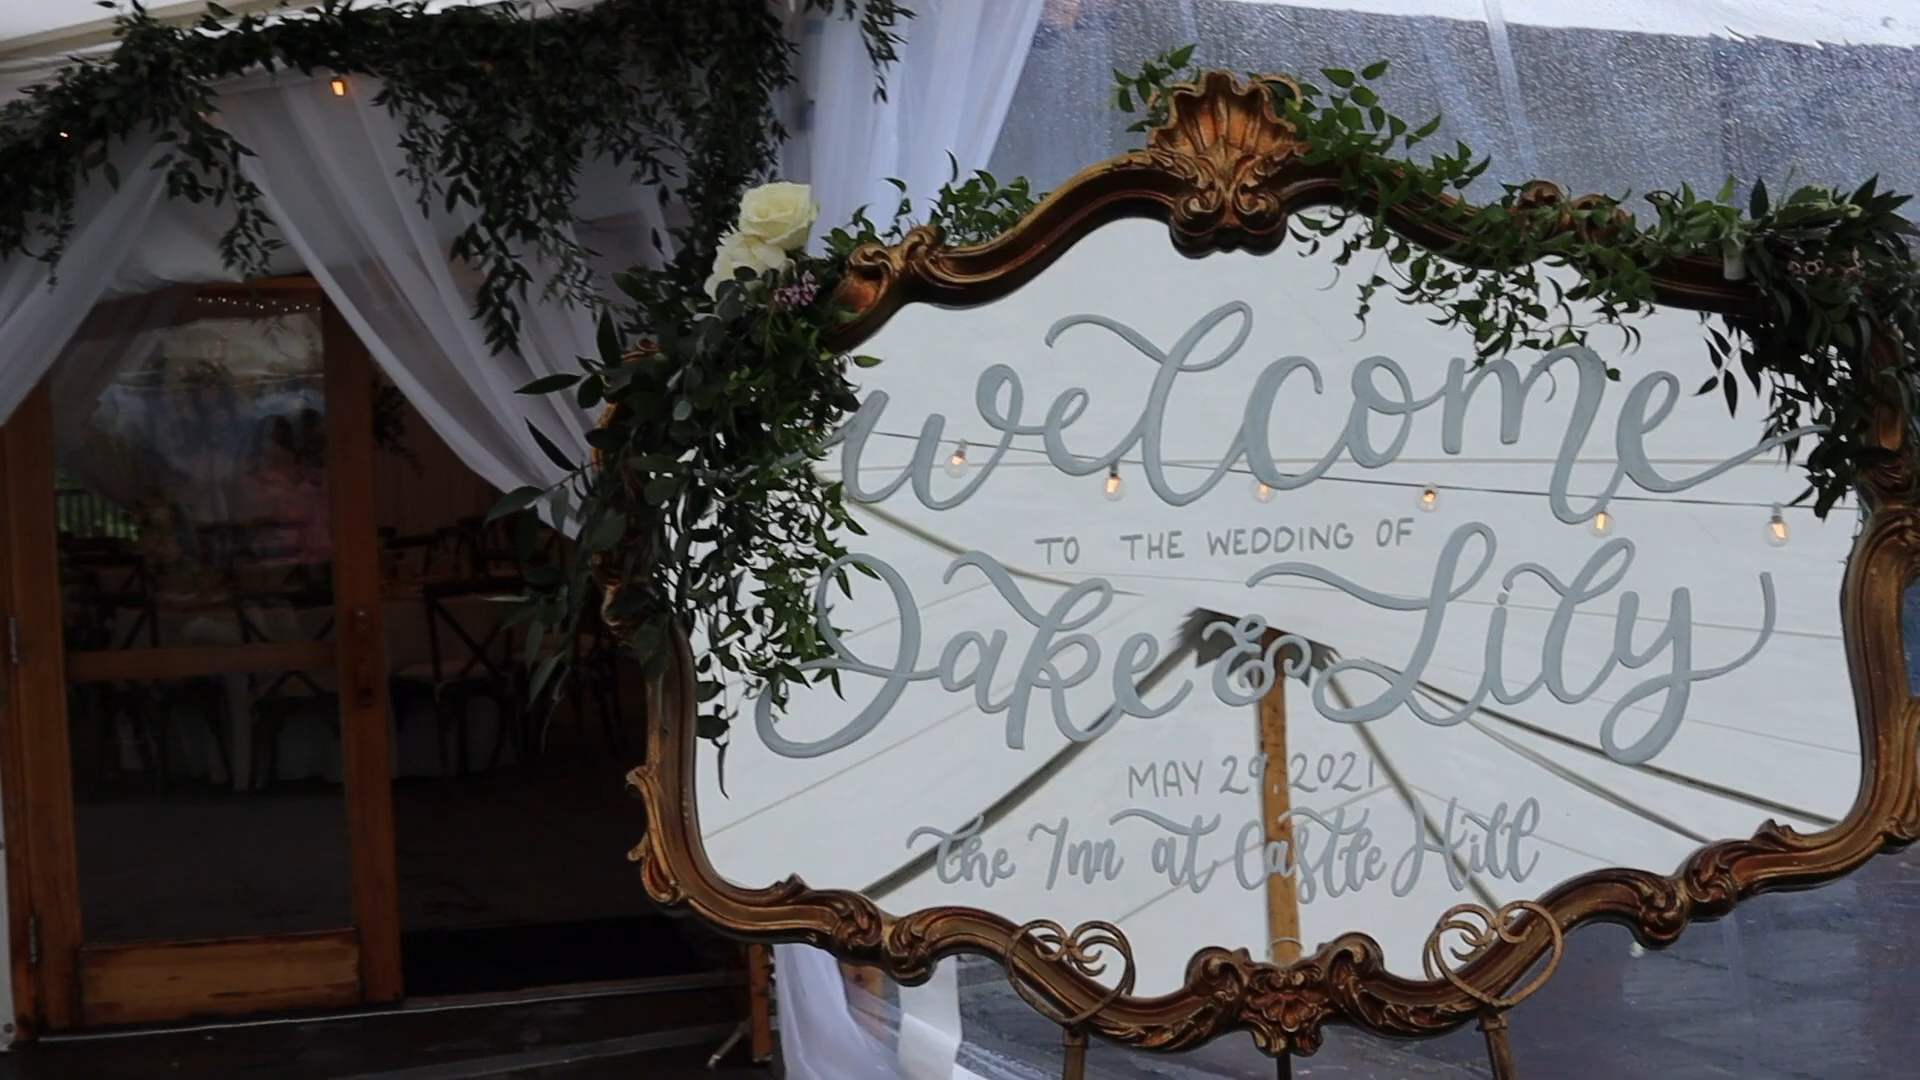 welcome
TO THE WEDDING OF
Jake & Lily
MAY 29, 2021
The Inn at Castle Hill